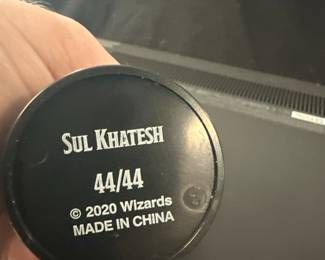 SUL KHATESH
44/44
© 2020 Wizards
MADE IN CHINA